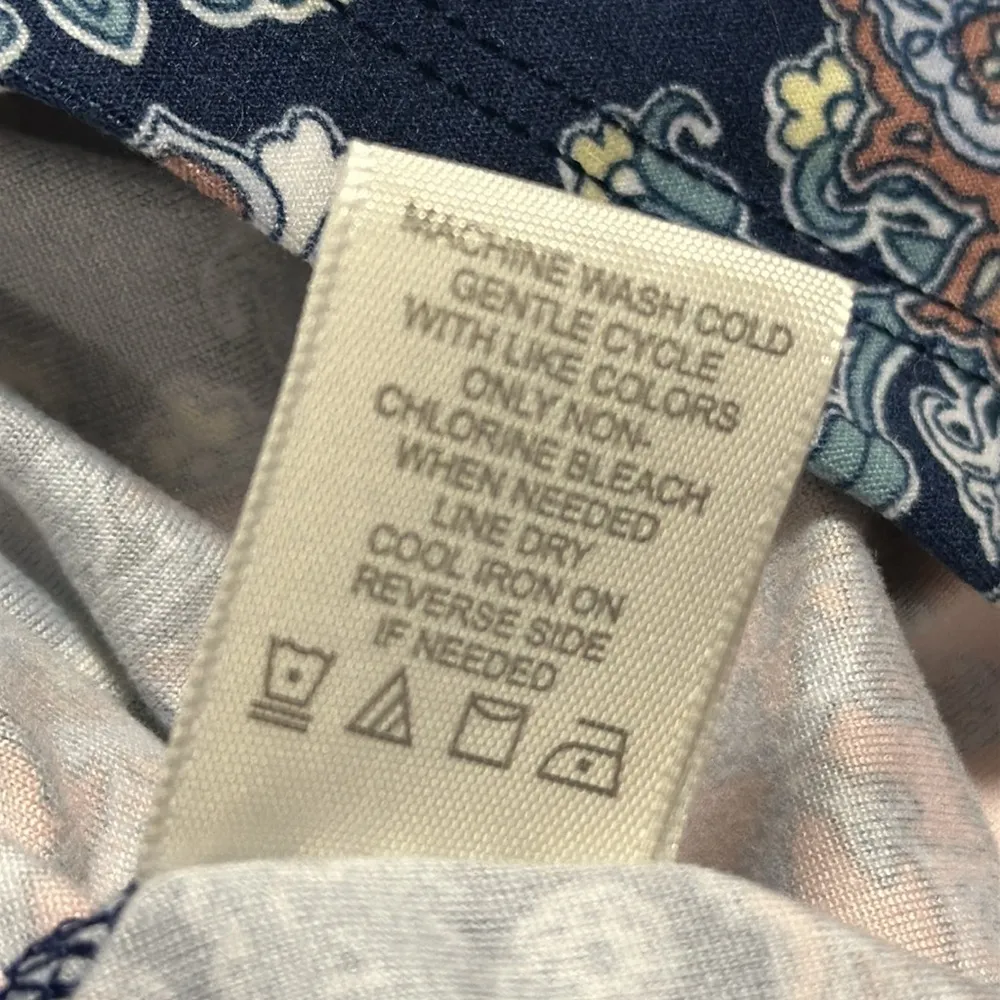 MACHINE WASH COLD
GENTLE CYCLE
WITH LIKE COLORS
ONLY NON-
CHLORINE BLEACH
WHEN NEEDED
LINE DRY
COOL IRON ON
REVERSE SIDE
IF NEEDED